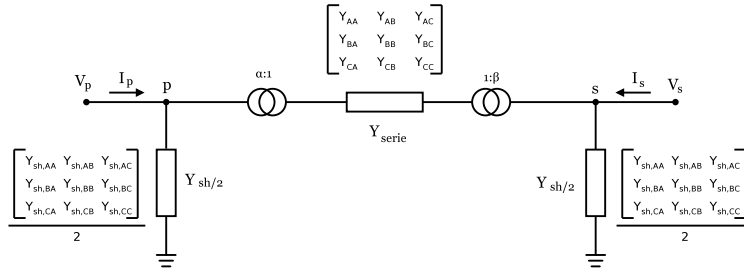 Y_AA Y_AB Y_AC
Y_BA Y_BB Y_BC
Y_CA Y_CB Y_CC
V_p I_p p α:1 1:β s I_s V_s
Y_serie
Y_sh,AA Y_sh,AB Y_sh,AC
Y_sh,BA Y_sh,BB Y_sh,BC
Y_sh,CA Y_sh,CB Y_sh,CC
2
Y_sh/2
Y_sh/2
Y_sh,AA Y_sh,AB Y_sh,AC
Y_sh,BA Y_sh,BB Y_sh,BC
Y_sh,CA Y_sh,CB Y_sh,CC
2